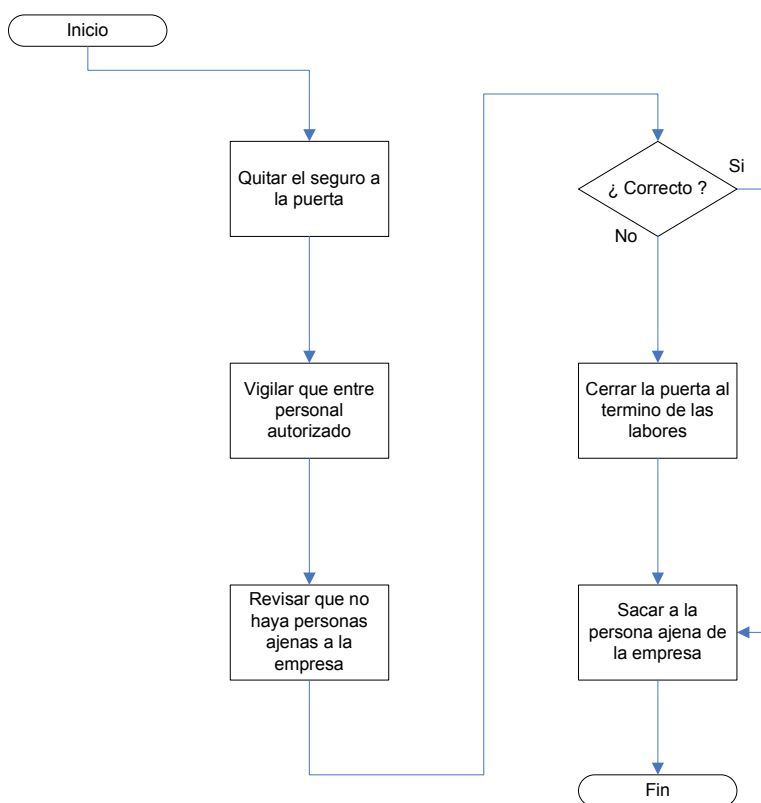 Inicio
Quitar el seguro a
la puerta
Vigilar que entre
personal
autorizado
Revisar que no
haya personas
ajenas a la
empresa
¿ Correcto ?
Si
No
Cerrar la puerta al
termino de las
labores
Sacar a la
persona ajena de
la empresa
Fin